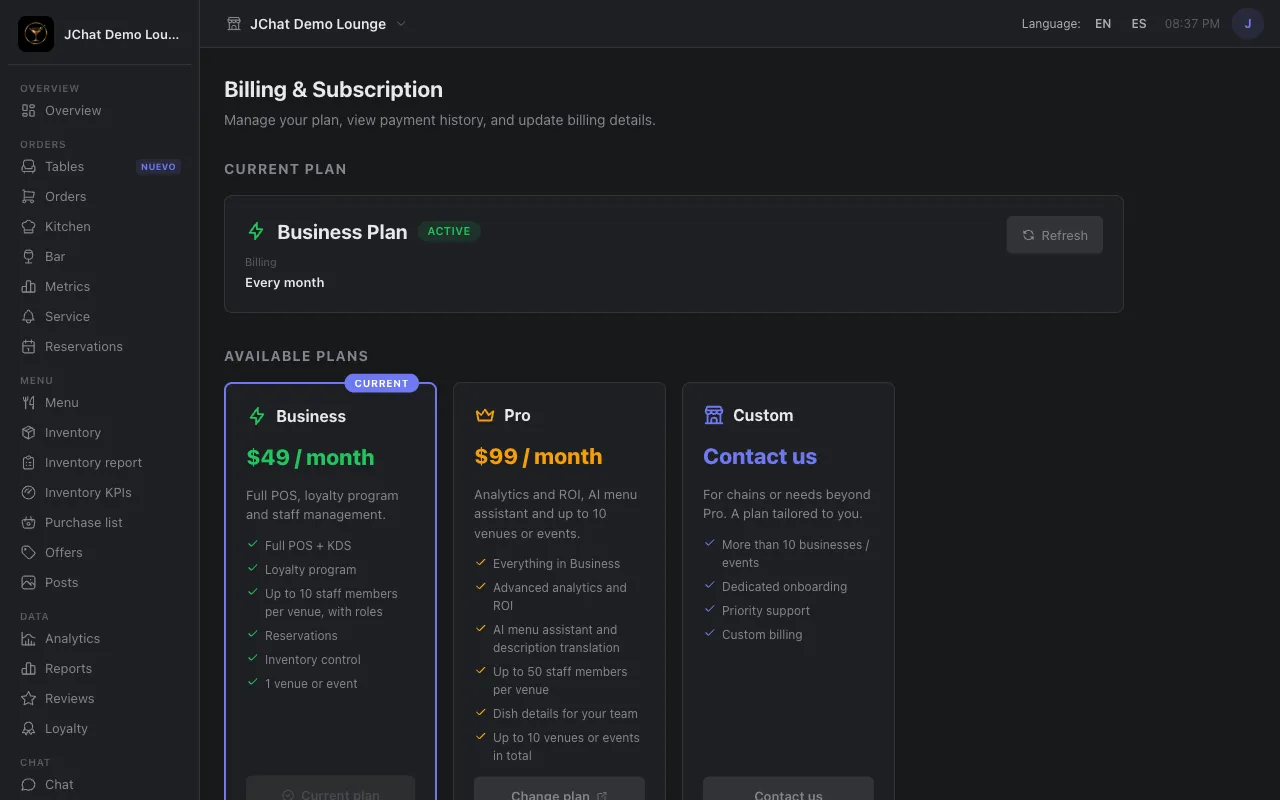 JChat Demo Lou...
OVERVIEW
Overview
ORDERS
Tables NUEVO
Orders
Kitchen
Bar
Metrics
Service
Reservations
MENU
Menu
Inventory
Inventory report
Inventory KPIs
Purchase list
Offers
Posts
DATA
Analytics
Reports
Reviews
Loyalty
CHAT
Chat
JChat Demo Lounge
Language: EN ES 08:37 PM J
Billing & Subscription
Manage your plan, view payment history, and update billing details.
CURRENT PLAN
Business Plan ACTIVE
Refresh
Billing
Every month
AVAILABLE PLANS
CURRENT
Business
$49 / month
Full POS, loyalty program
and staff management.
Full POS + KDS
Loyalty program
Up to 10 staff members
per venue, with roles
Reservations
Inventory control
1 venue or event
Current plan
Pro
$99 / month
Analytics and ROI, AI menu
assistant and up to 10
venues or events.
Everything in Business
Advanced analytics and
ROI
AI menu assistant and
description translation
Up to 50 staff members
per venue
Dish details for your team
Up to 10 venues or events
in total
Change plan
Custom
Contact us
For chains or needs beyond
Pro. A plan tailored to you.
More than 10 businesses /
events
Dedicated onboarding
Priority support
Custom billing
Contact us